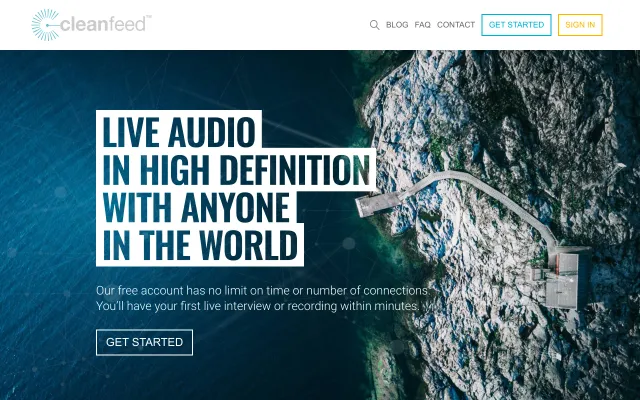 cleanfeed™
BLOG FAQ CONTACT GET STARTED SIGN IN
LIVE AUDIO
IN HIGH DEFINITION
WITH ANYONE
IN THE WORLD
Our free account has no limit on time or number of connections.
You'll have your first live interview or recording within minutes.
GET STARTED